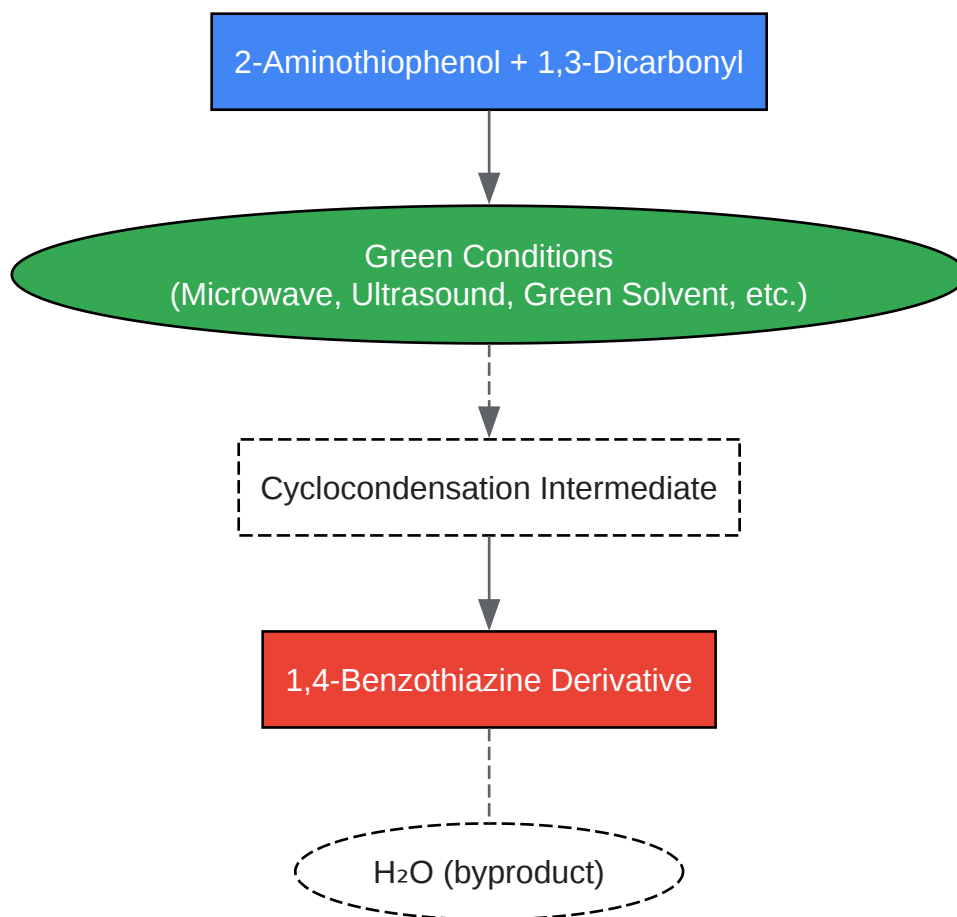 2-Aminothiophenol + 1,3-Dicarbonyl
Green Conditions
(Microwave, Ultrasound, Green Solvent, etc.)
Cyclocondensation Intermediate
1,4-Benzothiazine Derivative
H₂O (byproduct)